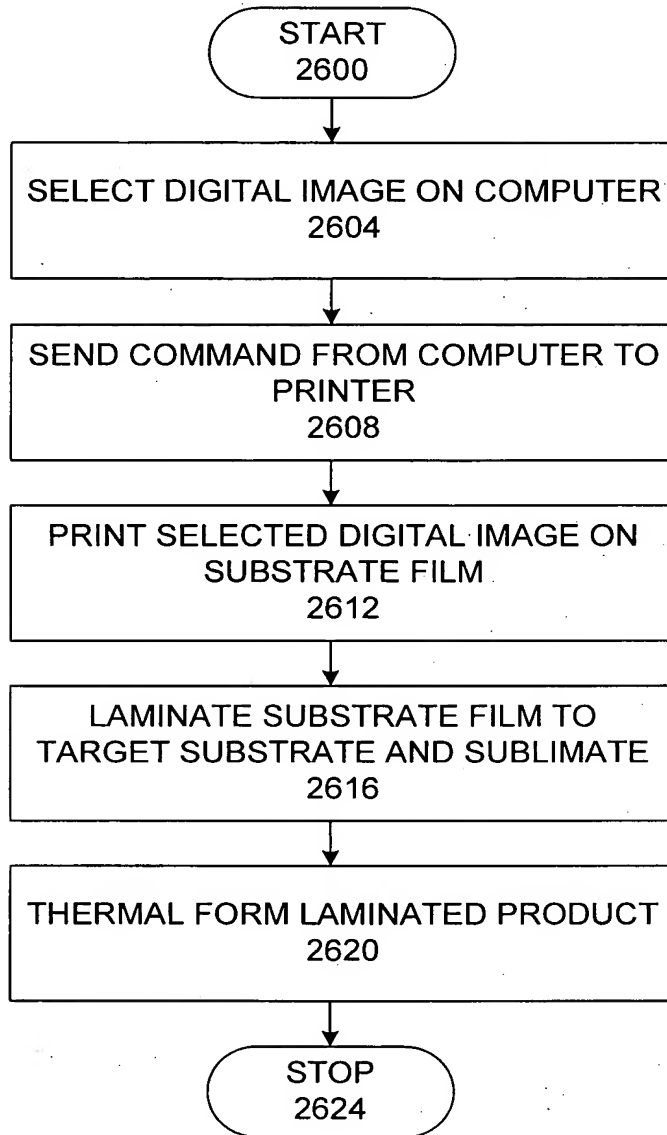 START
2600
SELECT DIGITAL IMAGE ON COMPUTER
2604
SEND COMMAND FROM COMPUTER TO
PRINTER
2608
PRINT SELECTED DIGITAL IMAGE ON
SUBSTRATE FILM
2612
LAMINATE SUBSTRATE FILM TO
TARGET SUBSTRATE AND SUBLIMATE
2616
THERMAL FORM LAMINATED PRODUCT
2620
STOP
2624